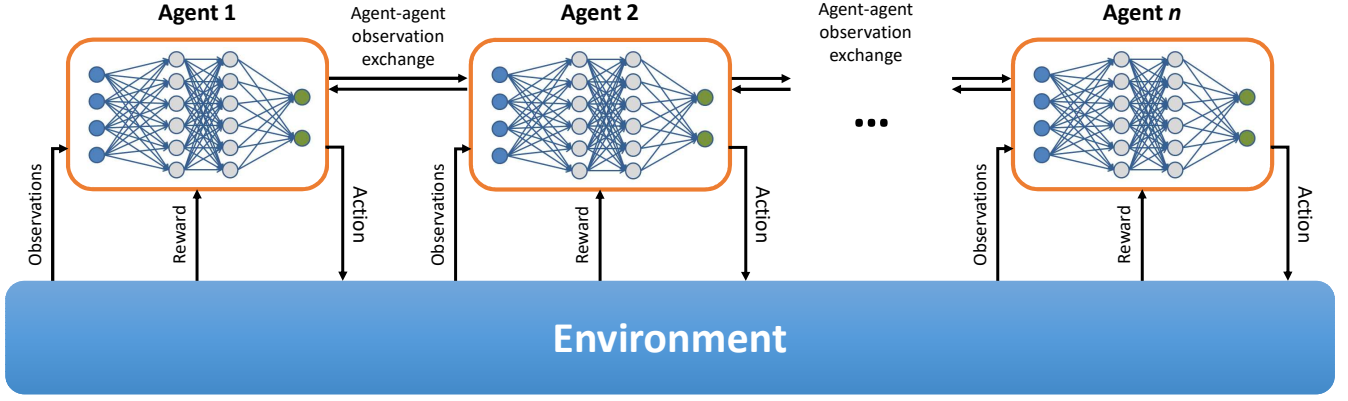 Agent 1
Agent-agent
observation
exchange
Agent 2
Agent-agent
observation
exchange
Agent n
...
Observations
Reward
Action
Observations
Reward
Action
Observations
Reward
Action
Environment